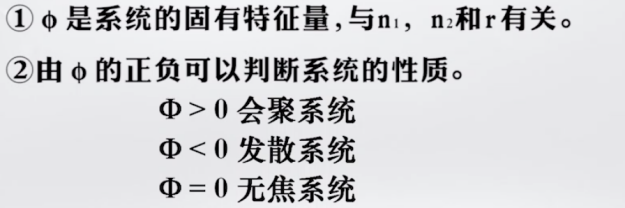 ①ϕ是系统的固有特征量,与n₁, n₂和r有关。
②由ϕ的正负可以判断系统的性质。
Φ>0 会聚系统
Φ<0 发散系统
Φ=0 无焦系统